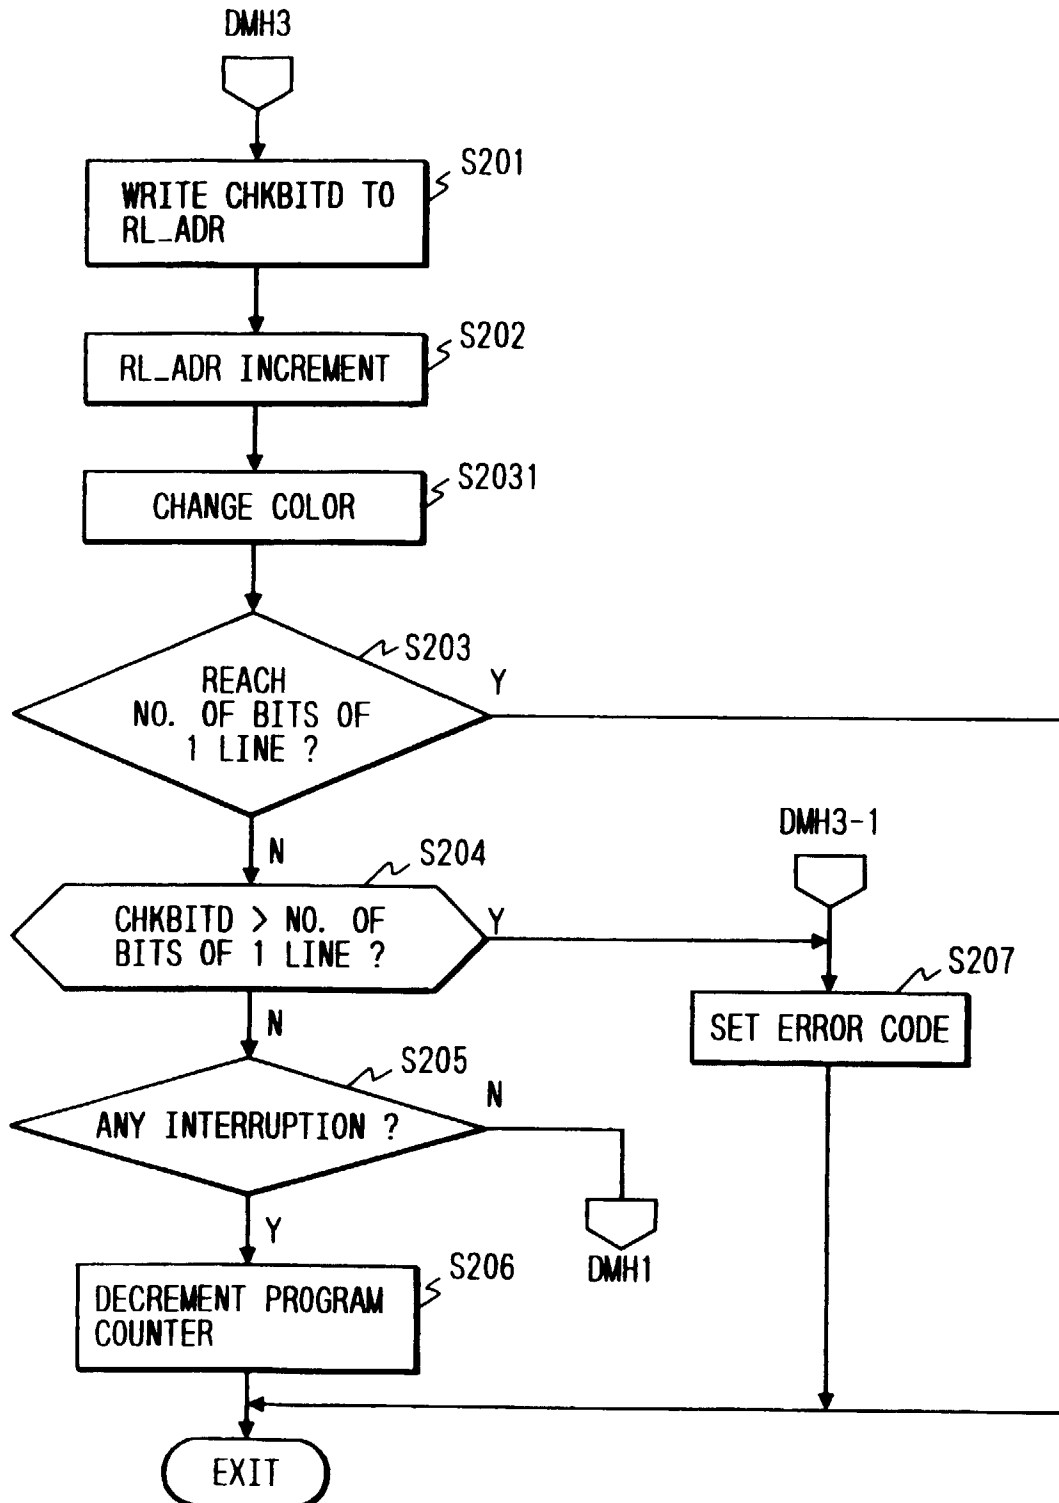 DMH3
S201
WRITE CHKBITD TO
RL_ADR
S202
RL_ADR INCREMENT
S2031
CHANGE COLOR
S203
REACH
NO. OF BITS OF
1 LINE ?
Y
N
DMH3-1
S204
CHKBITD > NO. OF
BITS OF 1 LINE ?
Y
N
S207
SET ERROR CODE
S205
ANY INTERRUPTION ?
N
Y
DMH1
S206
DECREMENT PROGRAM
COUNTER
EXIT